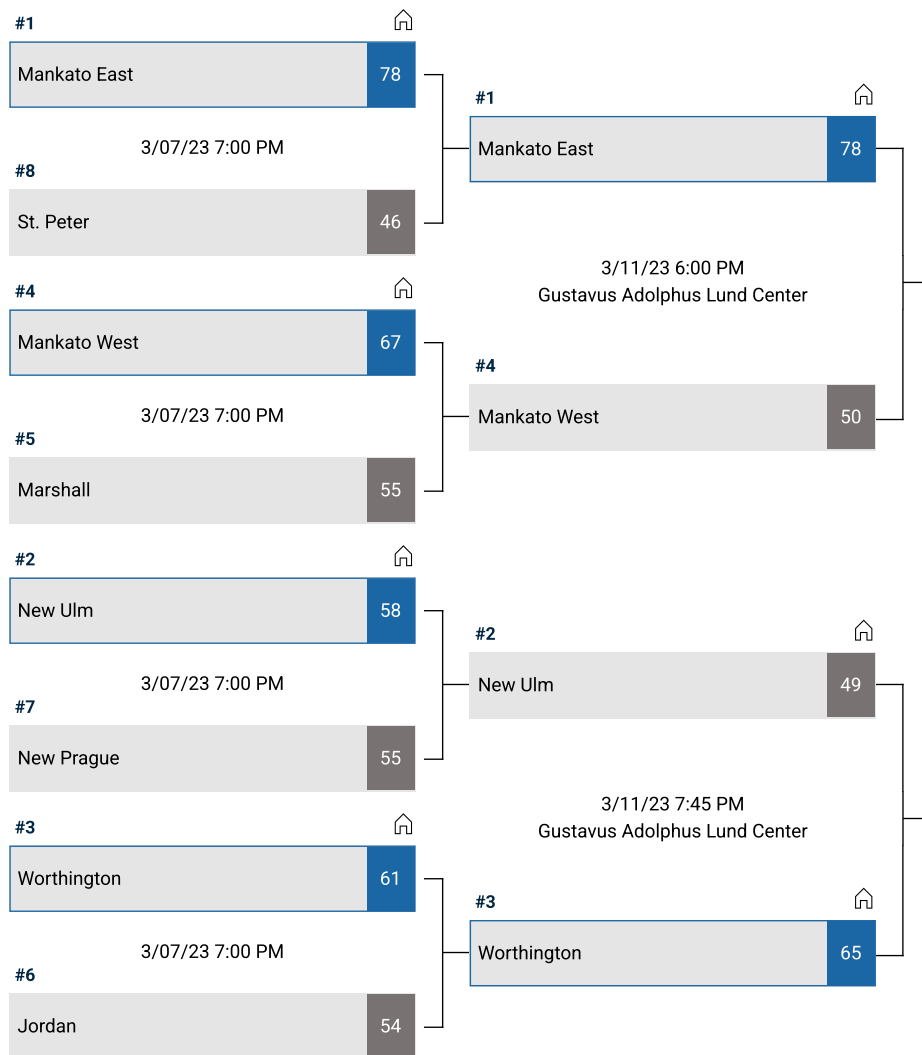 #1
Mankato East
78
3/07/23 7:00 PM
#8
St. Peter
46
#4
Mankato West
67
3/07/23 7:00 PM
#5
Marshall
55
#2
New Ulm
58
3/07/23 7:00 PM
#7
New Prague
55
#3
Worthington
61
3/07/23 7:00 PM
#6
Jordan
54
#1
Mankato East
78
3/11/23 6:00 PM
Gustavus Adolphus Lund Center
#4
Mankato West
50
#2
New Ulm
49
3/11/23 7:45 PM
Gustavus Adolphus Lund Center
#3
Worthington
65